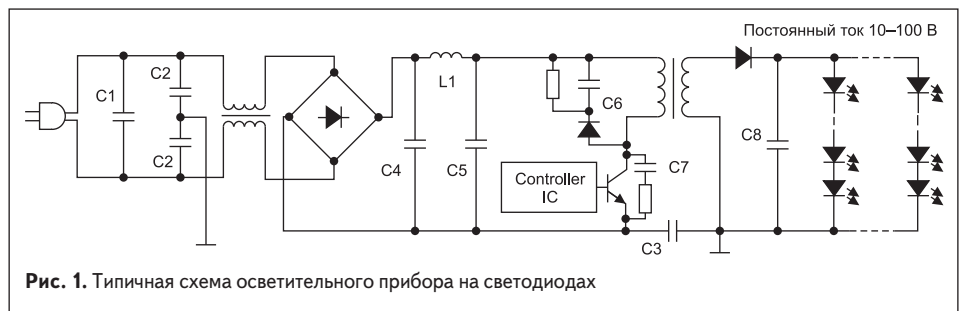 Постоянный ток 10–100 В
C1
C2
C2
L1
C4
C5
C6
C7
Controller
IC
C3
C8
Рис. 1. Типичная схема осветительного прибора на светодиодах